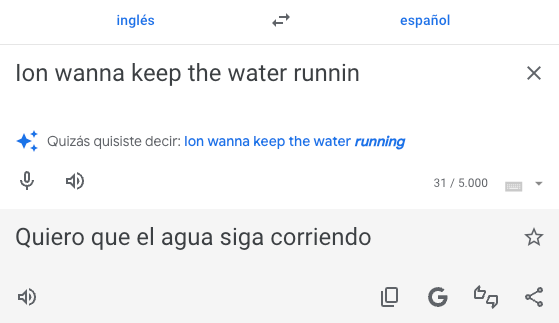 inglés español
Ion wanna keep the water runnin
Quizás quisiste decir: Ion wanna keep the water running
31 / 5.000
Quiero que el agua siga corriendo